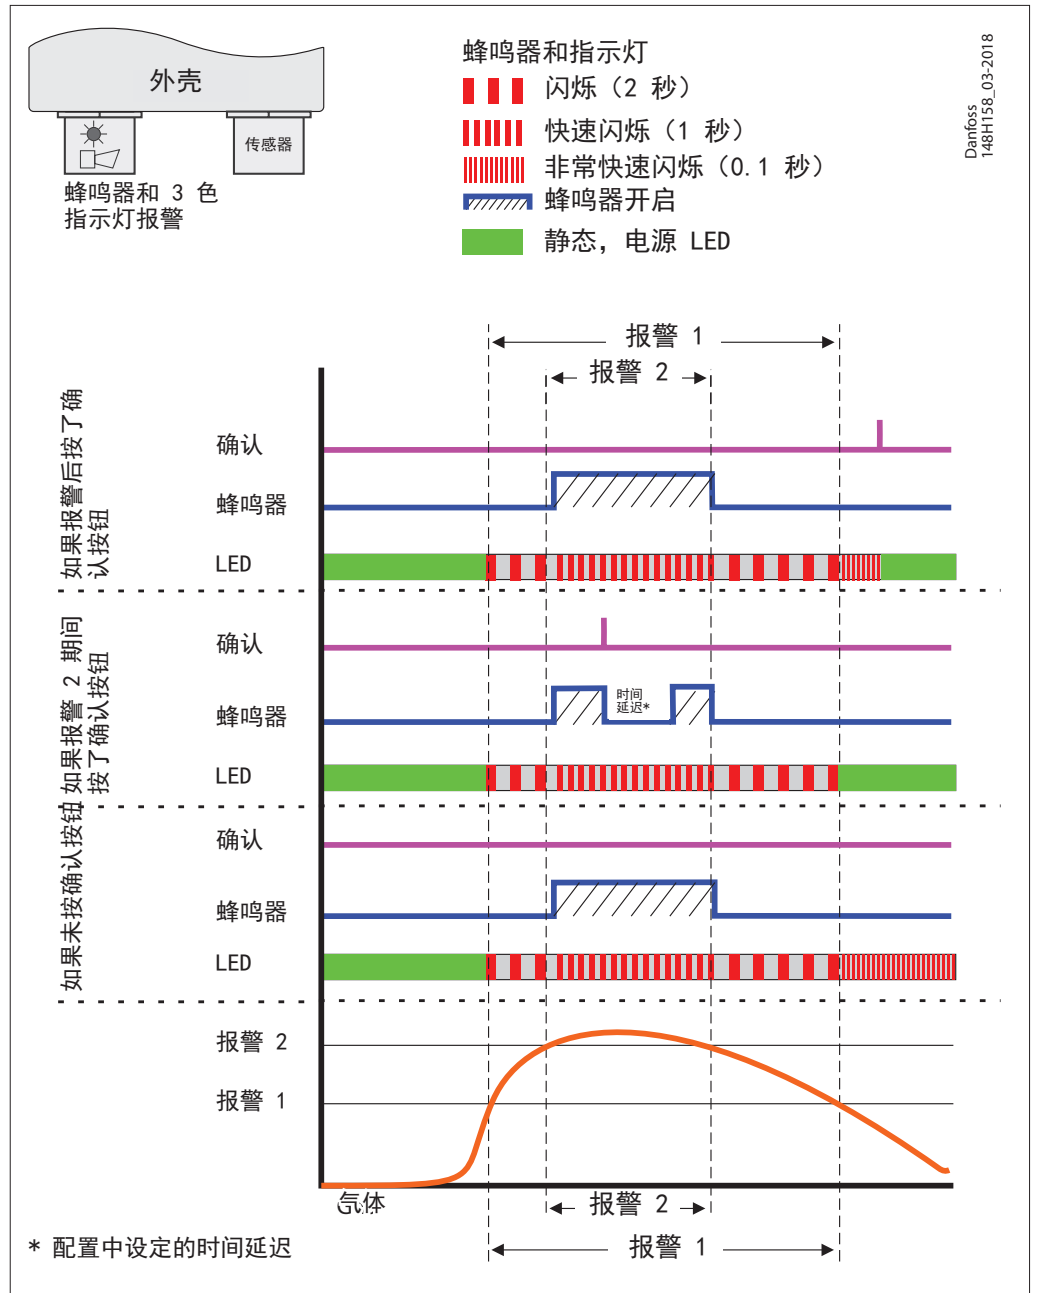 外壳
传感器
蜂鸣器和 3 色
指示灯报警
蜂鸣器和指示灯
闪烁（2 秒）
快速闪烁（1 秒）
非常快速闪烁（0.1 秒）
蜂鸣器开启
静态，电源 LED
Danfoss
148H158_03-2018
报警 1
报警 2
如果报警后按了确
认按钮
确认
蜂鸣器
LED
如果报警 2 期间
按了确认按钮
确认
蜂鸣器
时间
延迟*
LED
如果未按确认按钮
确认
蜂鸣器
LED
报警 2
报警 1
气体
报警 2
报警 1
* 配置中设定的时间延迟